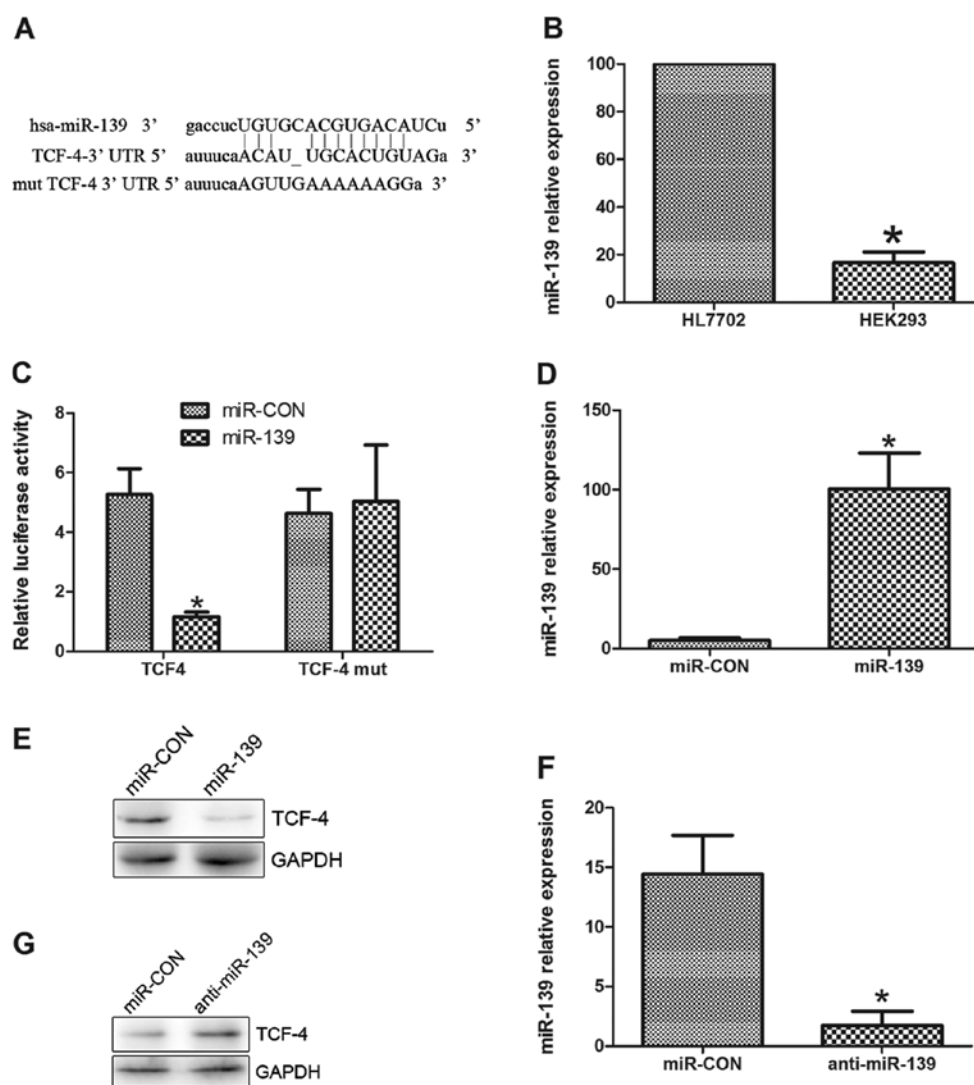 A
hsa-miR-139 3' gaccucUGUGCACGUGACAUCu 5'
TCF-4-3' UTR 5' auuucaACAU_UGCACUGUAGa 3'
mut TCF-4 3' UTR 5' auuucaAGUUGAAAAAAGGa 3'
B
miR-139 relative expression
100
80
60
40
20
0
*
HL7702 HEK293
C
Relative luciferase activity
8
6
4
2
0
miR-CON
miR-139
*
TCF4 TCF-4 mut
D
miR-139 relative expression
150
100
50
0
*
miR-CON miR-139
E
miR-CON miR-139
TCF-4
GAPDH
F
miR-139 relative expression
20
15
10
5
0
*
miR-CON anti-miR-139
G
miR-CON anti-miR-139
TCF-4
GAPDH